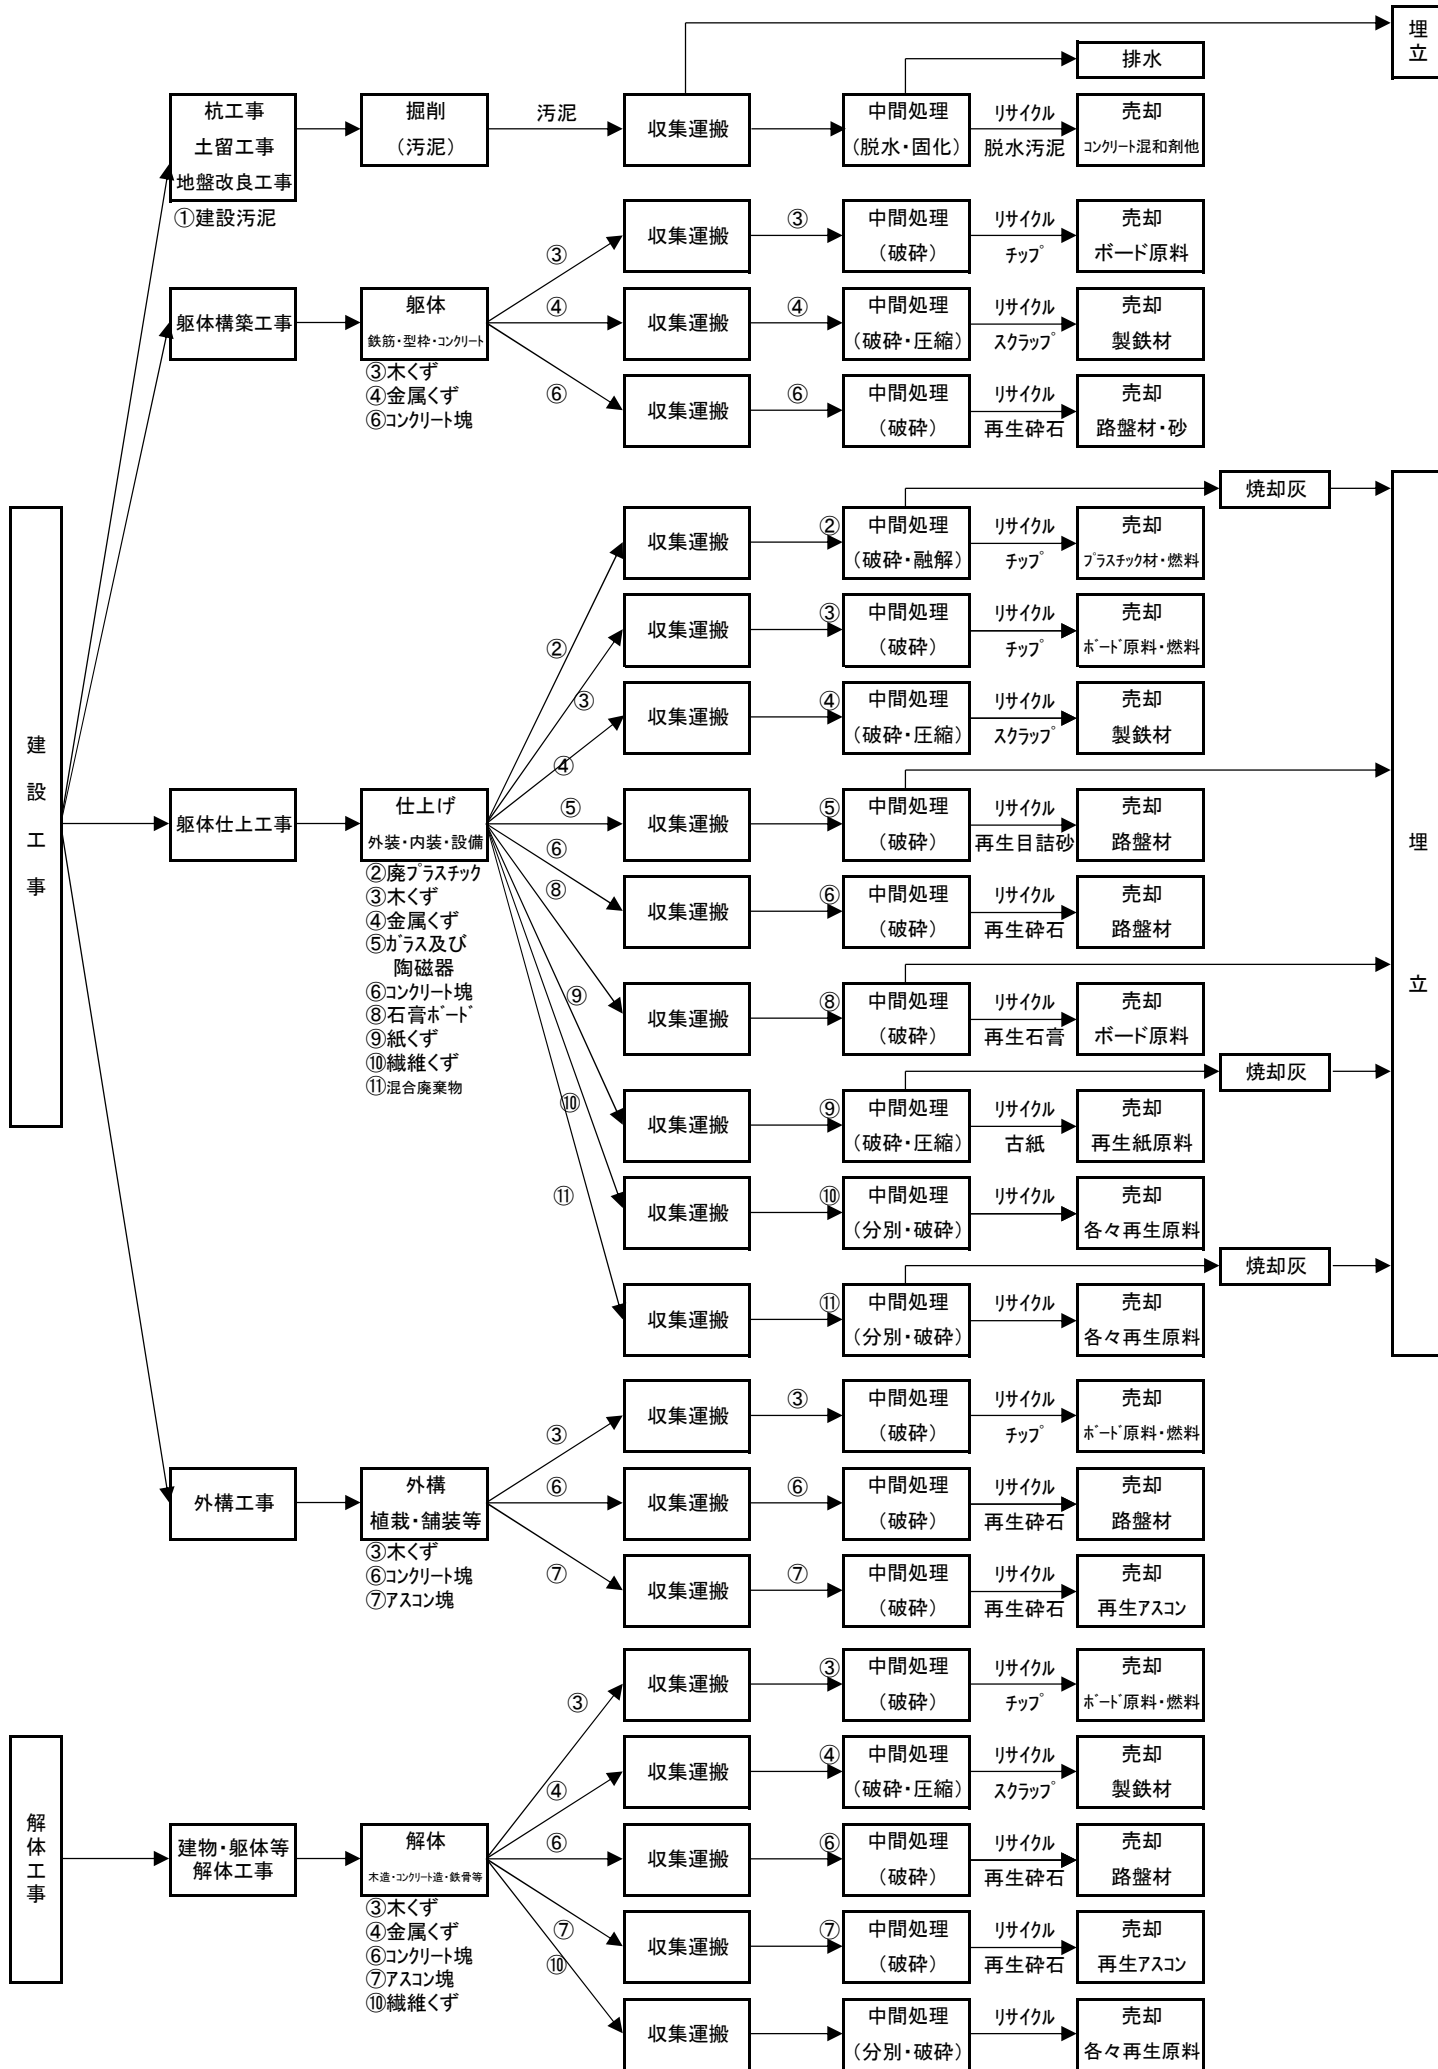 埋立
排水
杭工事
土留工事
地盤改良工事
①建設汚泥
掘削
(汚泥)
汚泥
収集運搬
中間処理
(脱水・固化)
リサイクル
脱水汚泥
売却
コンクリート混和剤他
躯体構築工事
躯体
鉄筋・型枠・コンクリート
③木くず
④金属くず
⑥コンクリート塊
③
収集運搬
③
中間処理
(破砕)
リサイクル
チップ
売却
ボード原料
④
収集運搬
④
中間処理
(破砕・圧縮)
リサイクル
スクラップ
売却
製鉄材
⑥
収集運搬
⑥
中間処理
(破砕)
リサイクル
再生砕石
売却
路盤材・砂
建設工事
躯体仕上工事
仕上げ
外装・内装・設備
②廃プラスチック
③木くず
④金属くず
⑤ガラス及び
陶磁器
⑥コンクリート塊
⑧石膏ボード
⑨紙くず
⑩繊維くず
⑪混合廃棄物
焼却灰
②
収集運搬
②
中間処理
(破砕・融解)
リサイクル
チップ
売却
プラスチック材・燃料
③
収集運搬
③
中間処理
(破砕)
リサイクル
チップ
売却
ボード原料・燃料
④
収集運搬
④
中間処理
(破砕・圧縮)
リサイクル
スクラップ
売却
製鉄材
⑤
収集運搬
⑤
中間処理
(破砕)
リサイクル
再生目詰砂
売却
路盤材
⑥
収集運搬
⑥
中間処理
(破砕)
リサイクル
再生砕石
売却
路盤材
⑧
収集運搬
⑧
中間処理
(破砕)
リサイクル
再生石膏
売却
ボード原料
焼却灰
⑨
収集運搬
⑨
中間処理
(破砕・圧縮)
リサイクル
古紙
売却
再生紙原料
⑩
収集運搬
⑩
中間処理
(分別・破砕)
リサイクル
売却
各々再生原料
焼却灰
⑪
収集運搬
⑪
中間処理
(分別・破砕)
リサイクル
売却
各々再生原料
埋立
外構工事
外構
植栽・舗装等
③木くず
⑥コンクリート塊
⑦アスコン塊
③
収集運搬
③
中間処理
(破砕)
リサイクル
チップ
売却
ボード原料・燃料
⑥
収集運搬
⑥
中間処理
(破砕)
リサイクル
再生砕石
売却
路盤材
⑦
収集運搬
⑦
中間処理
(破砕)
リサイクル
再生砕石
売却
再生アスコン
解体工事
建物・躯体等
解体工事
解体
木造・コンクリート造・鉄骨等
③木くず
④金属くず
⑥コンクリート塊
⑦アスコン塊
⑩繊維くず
③
収集運搬
③
中間処理
(破砕)
リサイクル
チップ
売却
ボード原料・燃料
④
収集運搬
④
中間処理
(破砕・圧縮)
リサイクル
スクラップ
売却
製鉄材
⑥
収集運搬
⑥
中間処理
(破砕)
リサイクル
再生砕石
売却
路盤材
⑦
収集運搬
⑦
中間処理
(破砕)
リサイクル
再生砕石
売却
再生アスコン
⑩
収集運搬
中間処理
(分別・破砕)
リサイクル
売却
各々再生原料